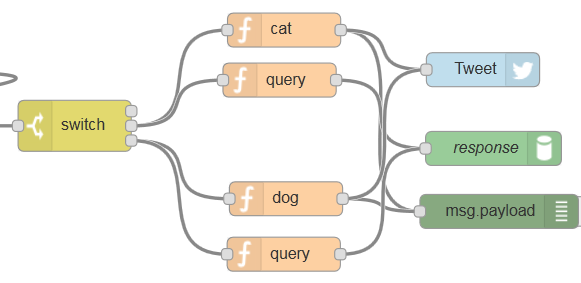 cat
query
Tweet
switch
response
dog
msg.payload
query